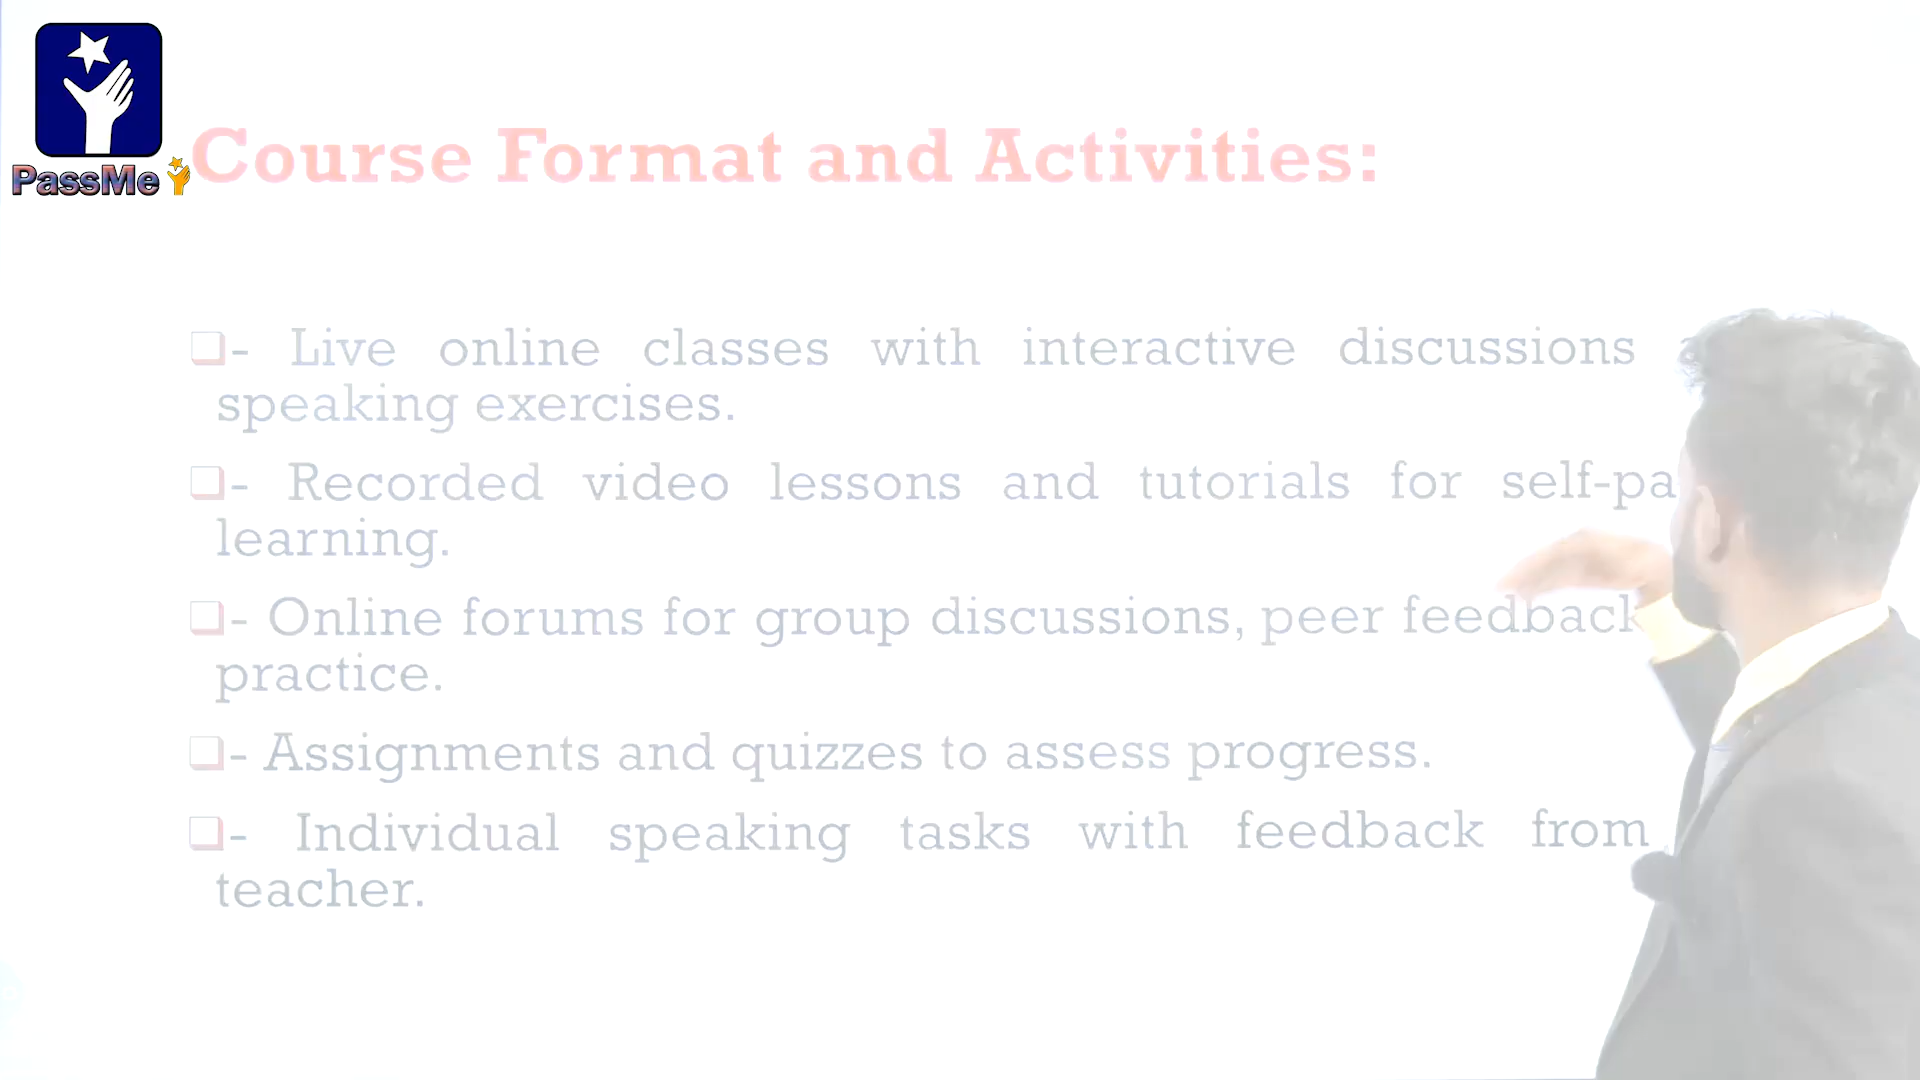 PassMe
Course Format and Activities:
- Live online classes with interactive discussions
speaking exercises.
- Recorded video lessons and tutorials for self-pa
learning.
- Online forums for group discussions, peer feedback
practice.
- Assignments and quizzes to assess progress.
- Individual speaking tasks with feedback from
teacher.